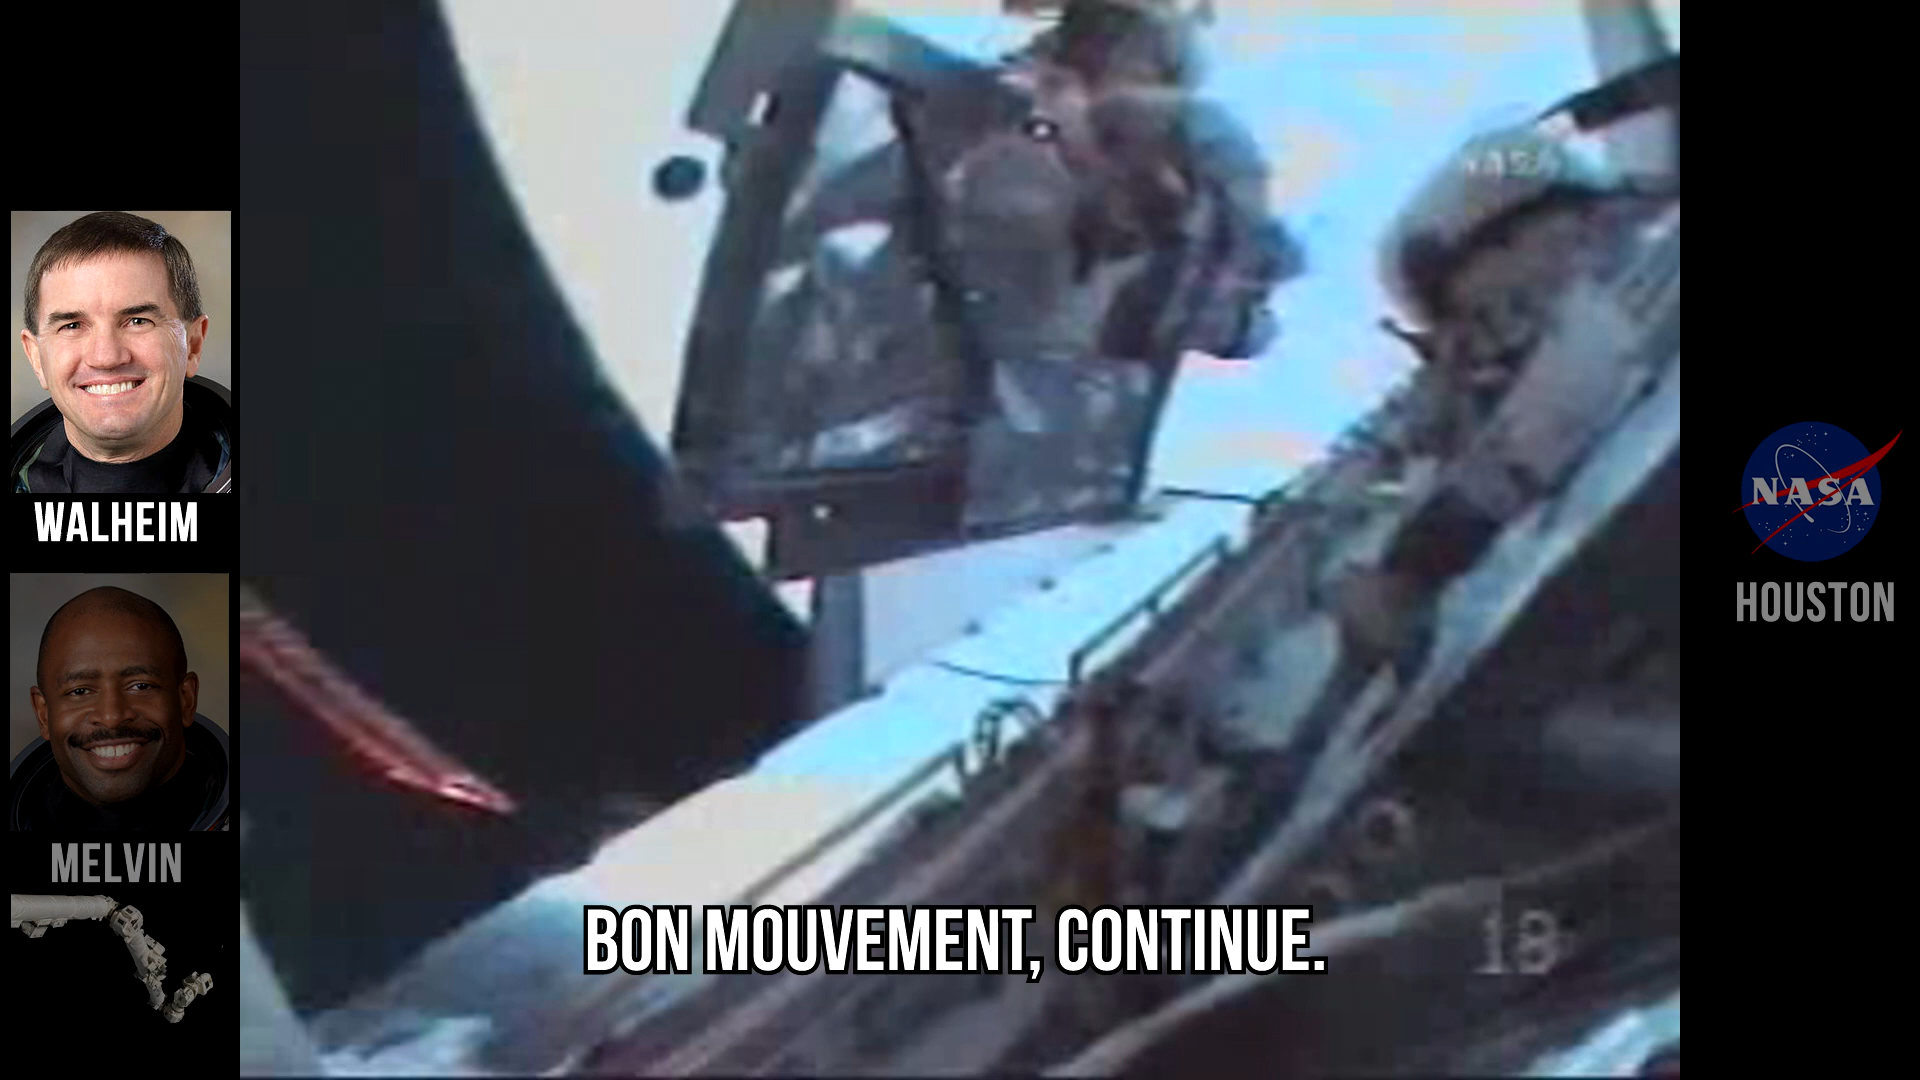 NASA
WALHEIM
NASA
HOUSTON
MELVIN
BON MOUVEMENT, CONTINUE.
18